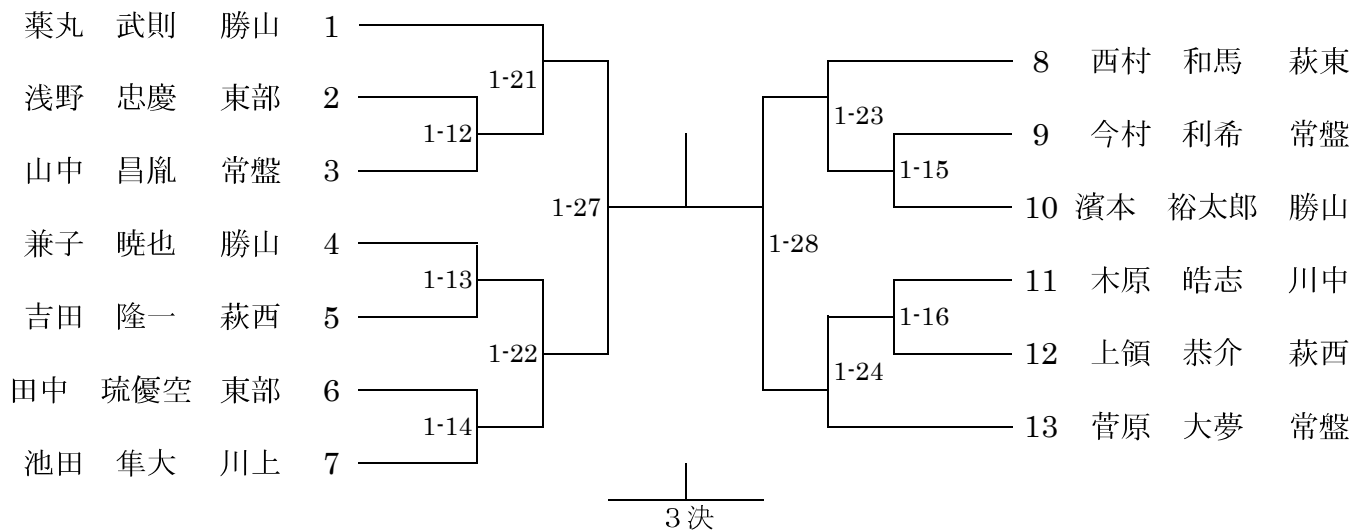 薬丸 武則 勝山 1
浅野 忠慶 東部 2
山中 昌胤 常盤 3
兼子 暁也 勝山 4
吉田 隆一 萩西 5
田中 琉優空 東部 6
池田 隼大 川上 7
1-21
1-12
1-27
1-13
1-22
1-14
8 西村 和馬 萩東
9 今村 利希 常盤
10 濱本 裕太郎 勝山
11 木原 皓志 川中
12 上領 恭介 萩西
13 菅原 大夢 常盤
1-23
1-15
1-28
1-16
1-24
3決